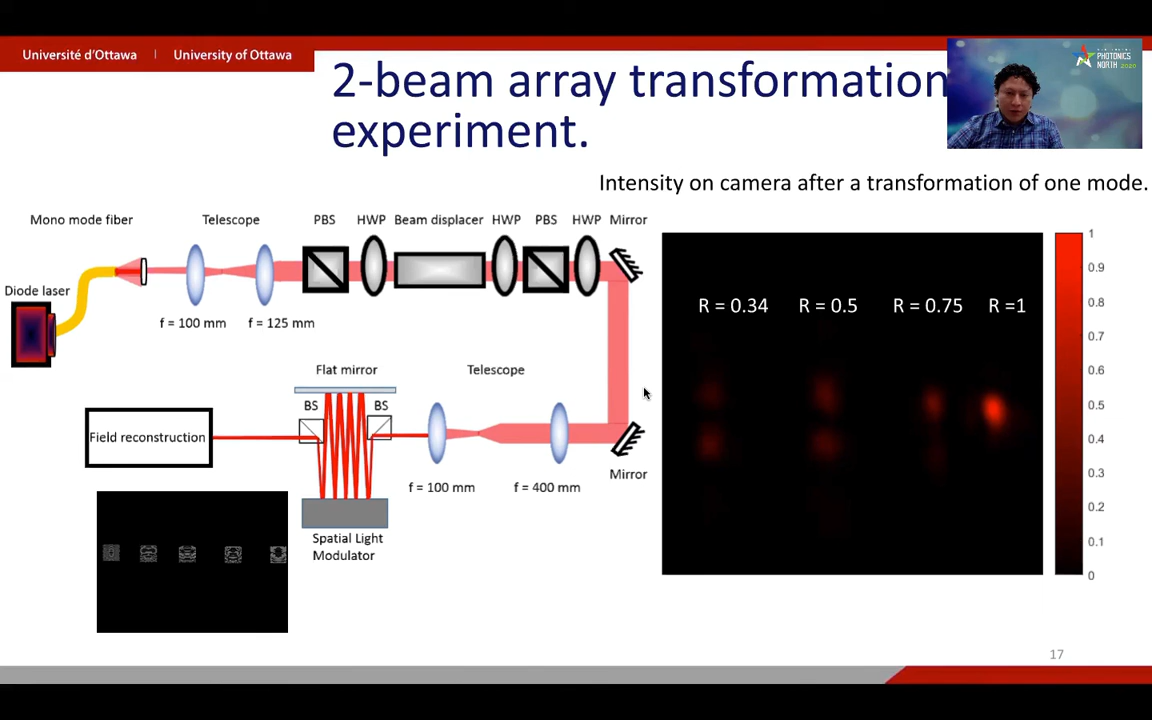 Université d'Ottawa | University of Ottawa
PHOTONICS
NORTH 2020
2-beam array transformation
experiment.
Intensity on camera after a transformation of one mode.
Mono mode fiber
Telescope
PBS
HWP
Beam displacer
HWP
PBS
HWP
Mirror
Diode laser
f = 100 mm
f = 125 mm
R = 0.34
R = 0.5
R = 0.75
R =1
1
0.9
0.8
0.7
0.6
0.5
0.4
0.3
0.2
0.1
0
Flat mirror
Telescope
BS
BS
Field reconstruction
Mirror
f = 100 mm
f = 400 mm
Spatial Light
Modulator
17